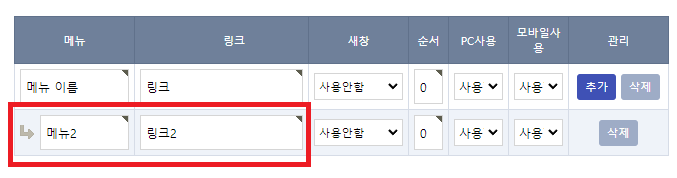 메뉴 링크 새창 순서 PC사용 모바일사용 관리
메뉴 이름 링크 사용안함 0 사용 사용 추가 삭제
메뉴2 링크2 사용안함 0 사용 사용 삭제